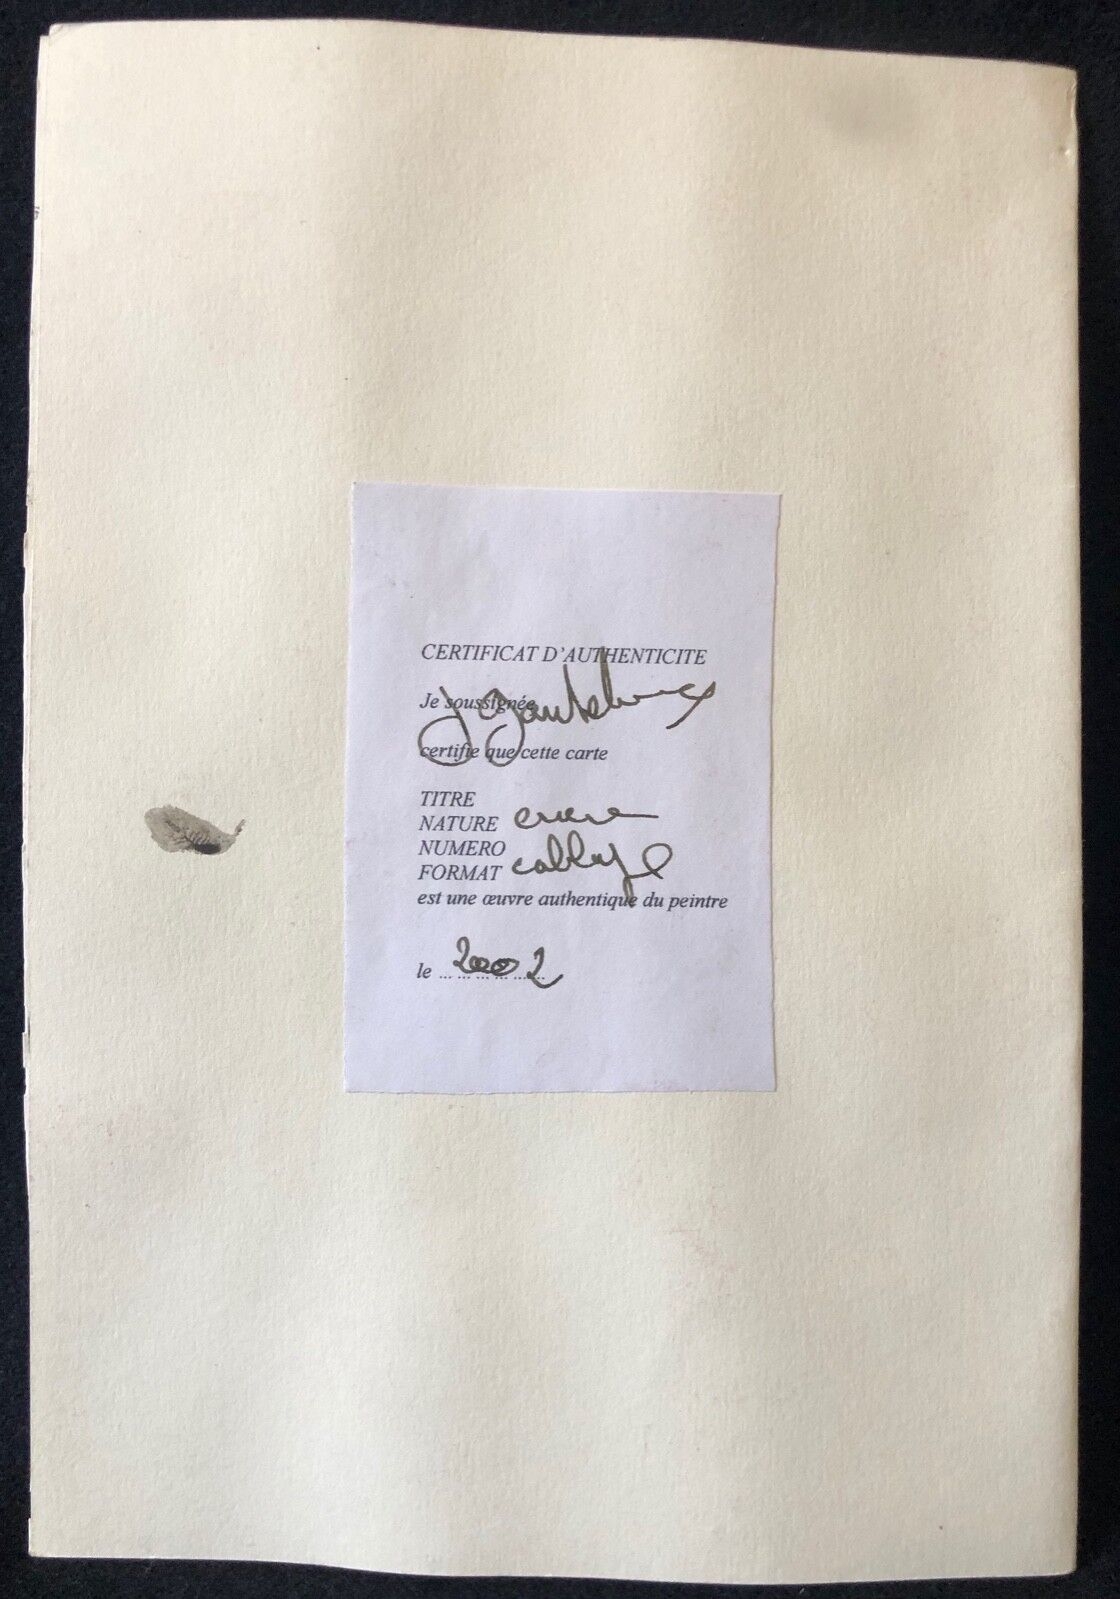 CERTIFICAT D'AUTHENTICITE
Je soussignée
certifie que cette carte
TITRE
NATURE
NUMERO
FORMAT collage
est une œuvre authentique du peintre
le ... 2002